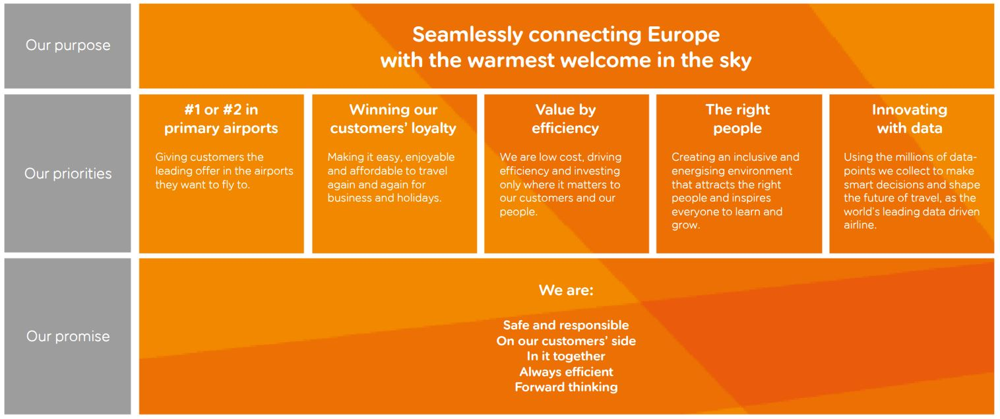 Our purpose
Seamlessly connecting Europe
with the warmest welcome in the sky
Our priorities
#1 or #2 in
primary airports
Giving customers the
leading offer in the airports
they want to fly to.
Winning our
customers’ loyalty
Making it easy, enjoyable
and affordable to travel
again and again for
business and holidays.
Value by
efficiency
We are low cost, driving
efficiency and investing
only where it matters to
our customers and our
people.
The right
people
Creating an inclusive and
energising environment
that attracts the right
people and inspires
everyone to learn and
grow.
Innovating
with data
Using the millions of data-
points we collect to make
smart decisions and shape
the future of travel, as the
world’s leading data driven
airline.
Our promise
We are:
Safe and responsible
On our customers’ side
In it together
Always efficient
Forward thinking